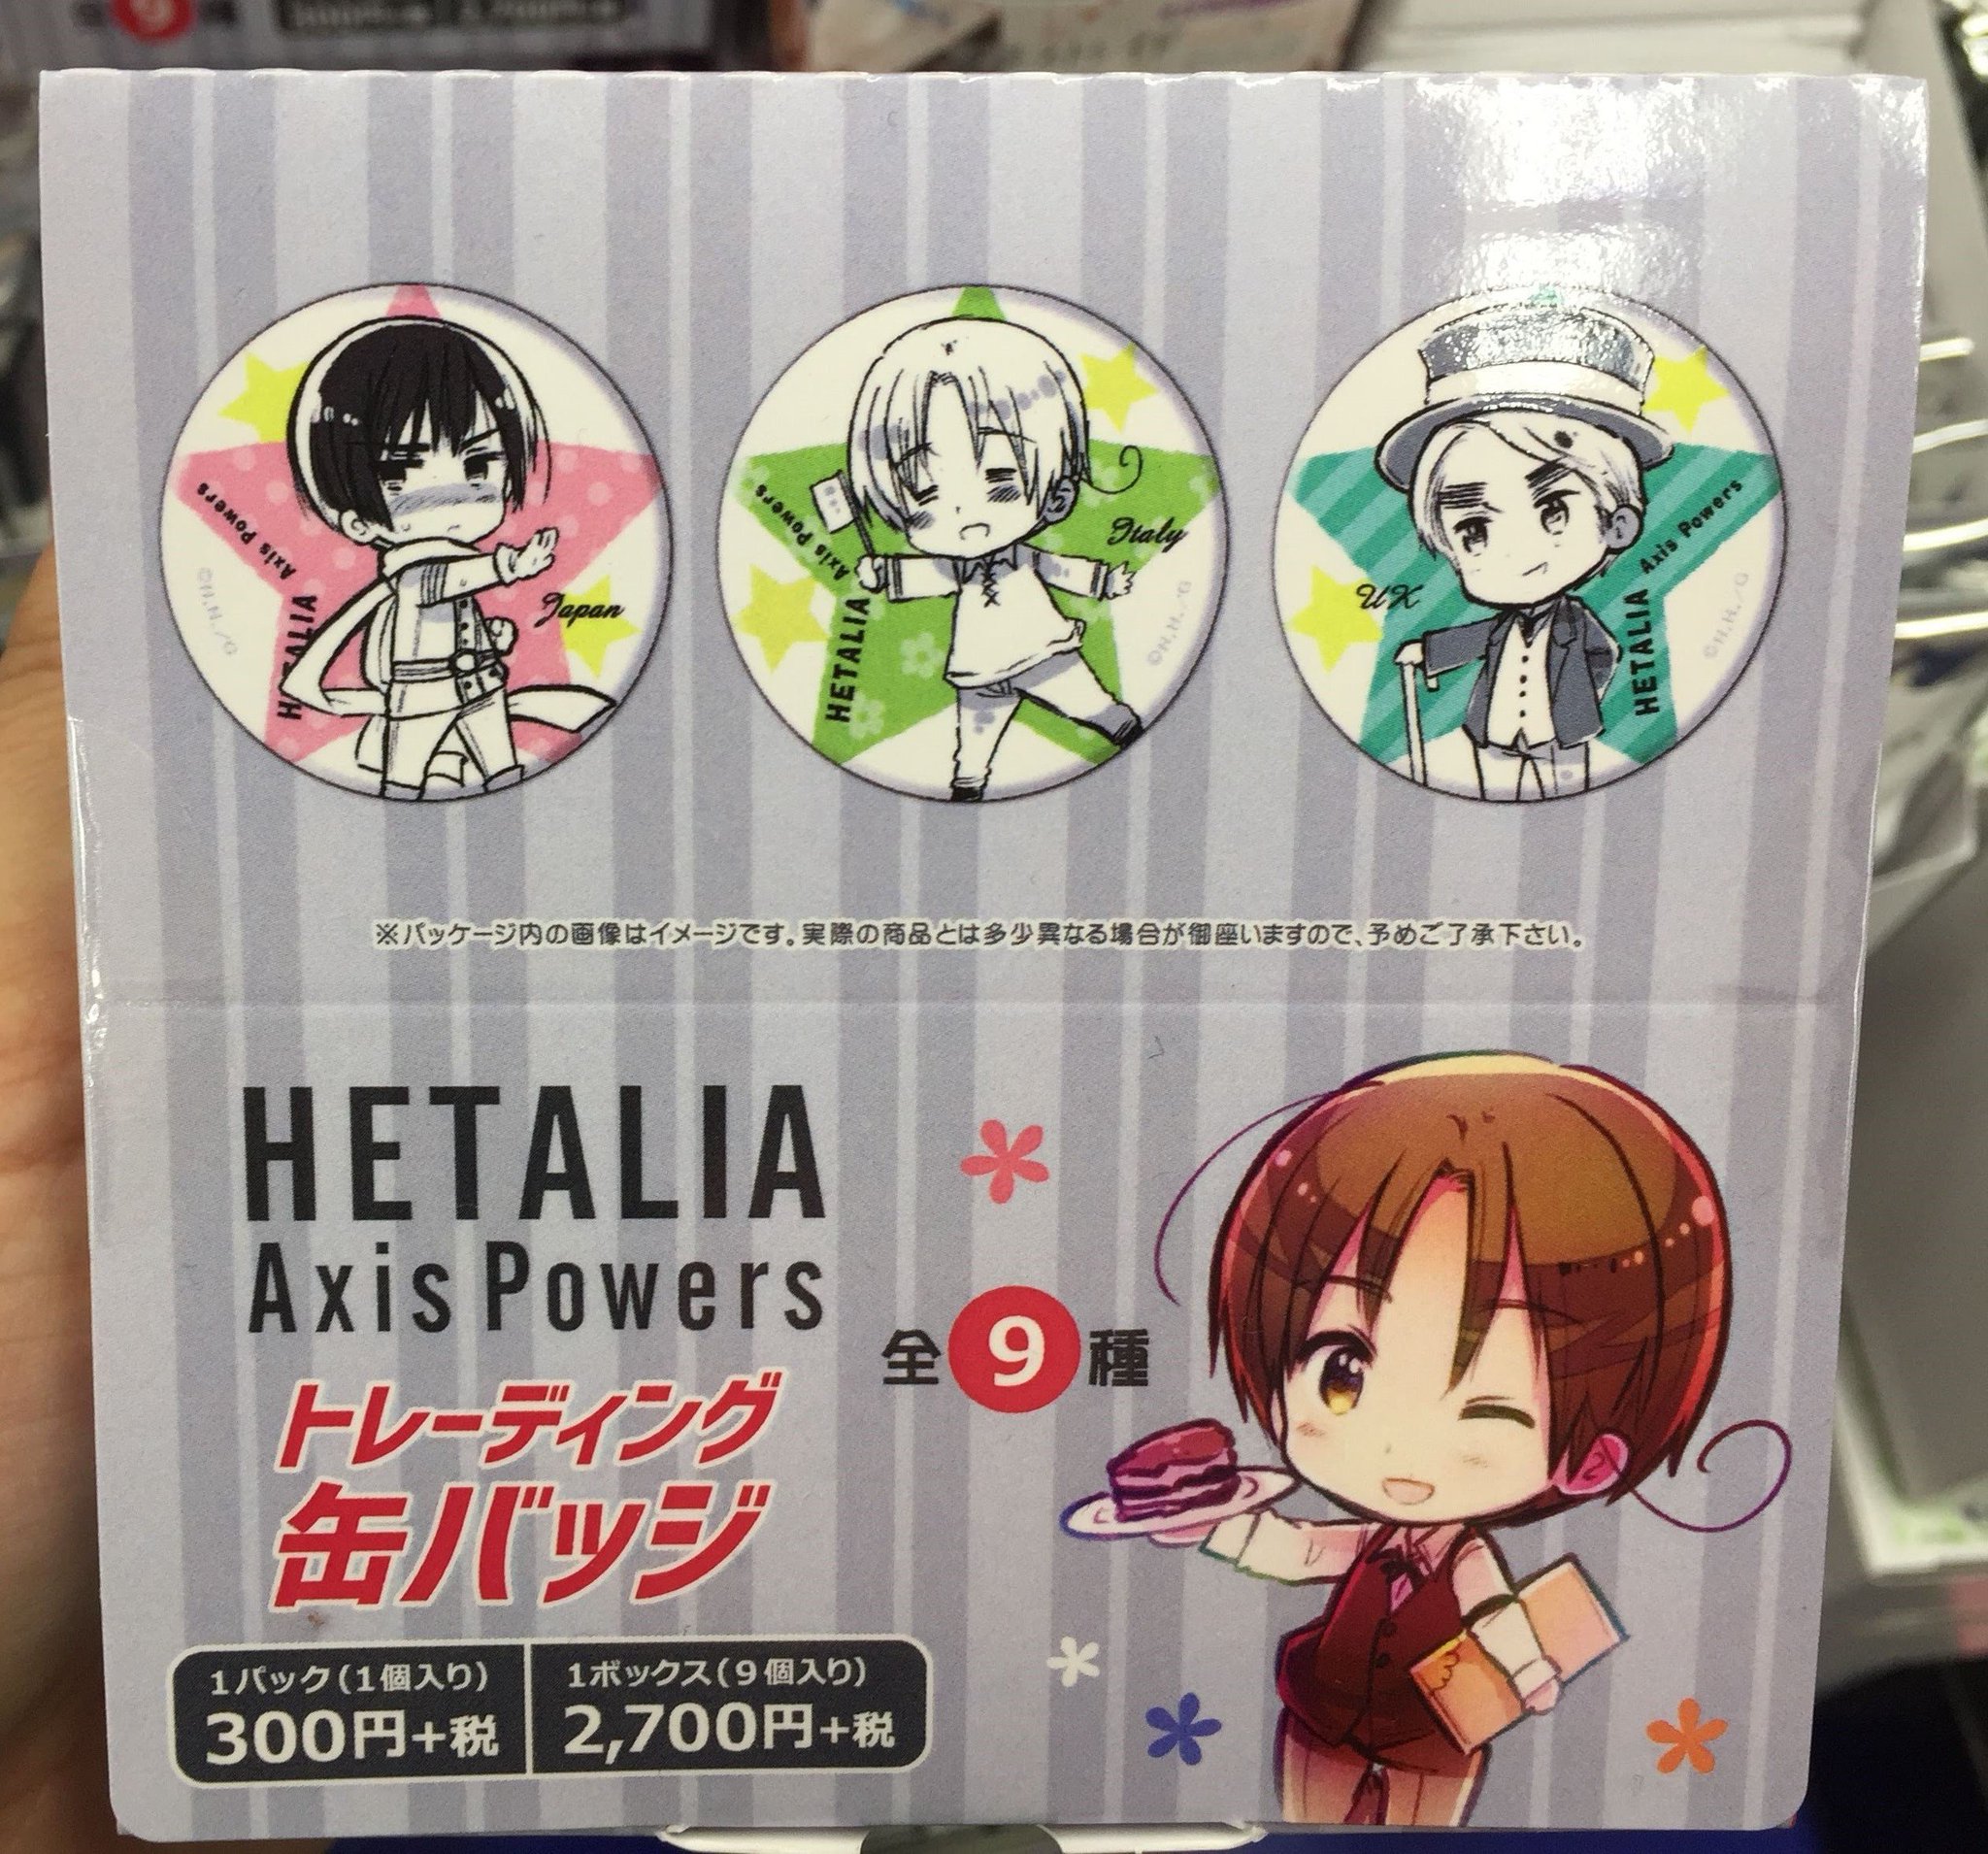 HETALIA Axis Powers
Japan
©H.H./G
HETALIA Axis Powers
Italy
©H.H./G
HETALIA Axis Powers
UK
©H.H./G
※パッケージ内の画像はイメージです。実際の商品とは多少異なる場合が御座いますので、予めご了承下さい。
HETALIA
Axis Powers
全9種
トレーディング
缶バッジ
1パック(1個入り)
300円+税
1ボックス(9個入り)
2,700円+税